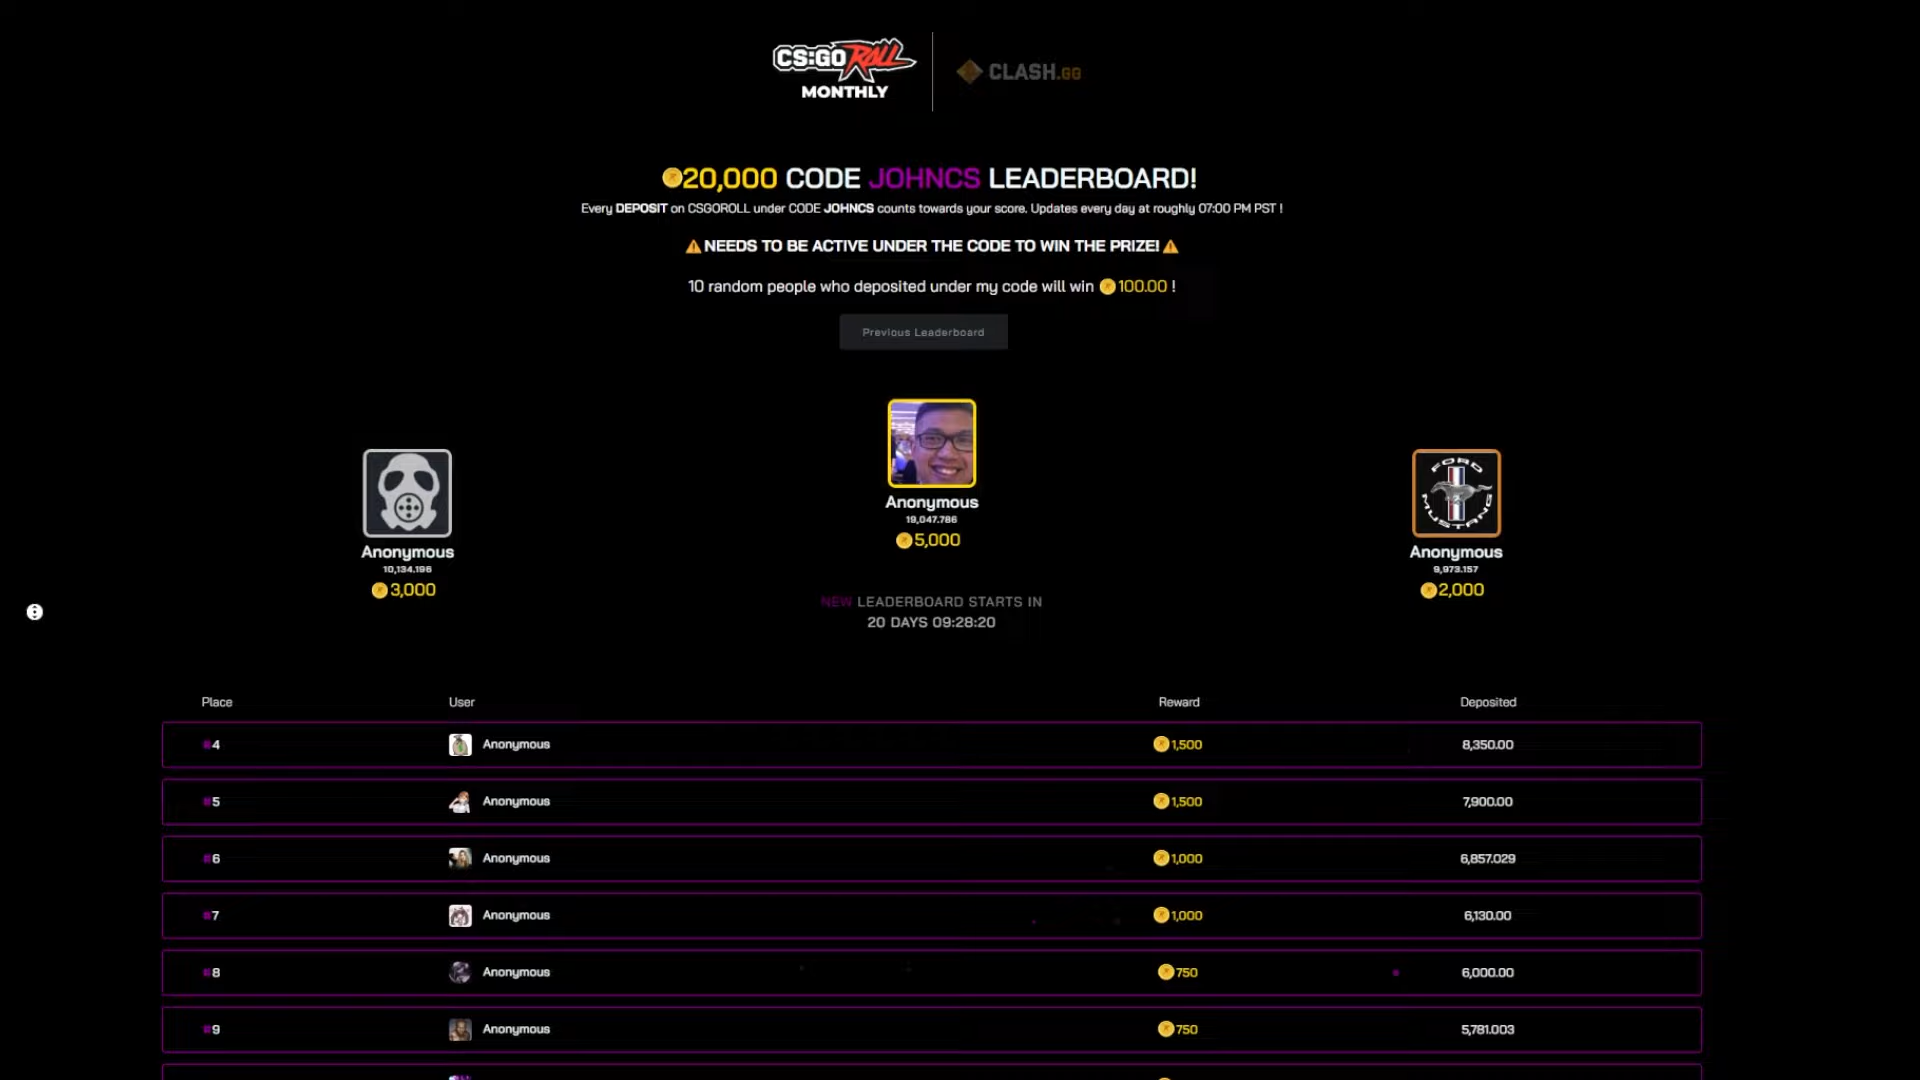 CS:GO ROLL
MONTHLY
CLASH.GG
20,000 CODE JOHNCS LEADERBOARD!
Every DEPOSIT on CSGOROLL under CODE JOHNCS counts towards your score. Updates every day at roughly 07:00 PM PST !
NEEDS TO BE ACTIVE UNDER THE CODE TO WIN THE PRIZE!
10 random people who deposited under my code will win 100.00 !
Previous Leaderboard
Anonymous
10,134.196
3,000
Anonymous
19,047.786
5,000
FORD
MUSTANG
Anonymous
9,973.157
2,000
NEW LEADERBOARD STARTS IN
20 DAYS 09:28:20
Place User Reward Deposited
#4 Anonymous 1,500 8,350.00
#5 Anonymous 1,500 7,900.00
#6 Anonymous 1,000 6,857.029
#7 Anonymous 1,000 6,130.00
#8 Anonymous 750 6,000.00
#9 Anonymous 750 5,781.003